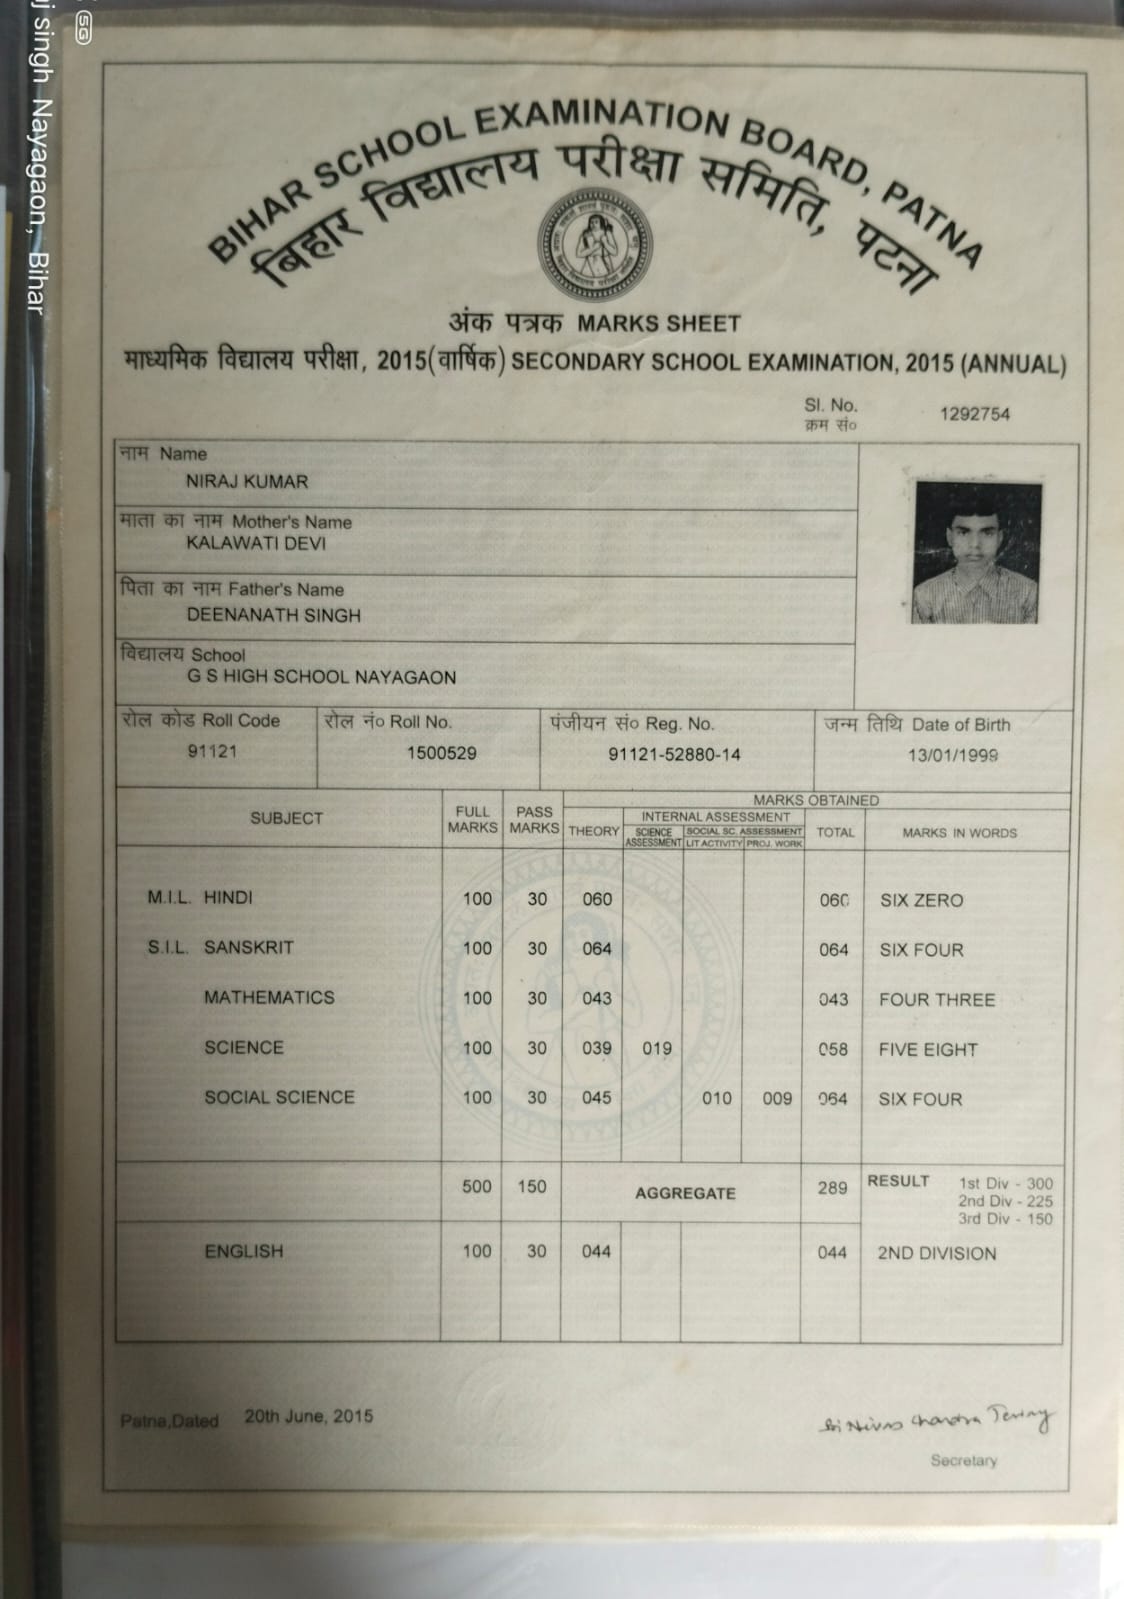 5G
singh Nayagaon, Bihar
BIHAR SCHOOL EXAMINATION BOARD, PATNA
बिहार विद्यालय परीक्षा समिति, पटना
अंक पत्रक MARKS SHEET
माध्यमिक विद्यालय परीक्षा, 2015(वार्षिक) SECONDARY SCHOOL EXAMINATION, 2015 (ANNUAL)
Sl. No. 1292754
क्रम सं०
नाम Name
NIRAJ KUMAR
माता का नाम Mother's Name
KALAWATI DEVI
पिता का नाम Father's Name
DEENANATH SINGH
विद्यालय School
G S HIGH SCHOOL NAYAGAON
रोल कोड Roll Code रोल नं० Roll No. पंजीयन सं० Reg. No. जन्म तिथि Date of Birth
91121 1500529 91121-52880-14 13/01/1999
MARKS OBTAINED
SUBJECT FULL MARKS PASS MARKS THEORY INTERNAL ASSESSMENT TOTAL MARKS IN WORDS
SCIENCE ASSESSMENT SOCIAL SC. ASSESSMENT
LIT ACTIVITY PROJ. WORK
M.I.L. HINDI 100 30 060 060 SIX ZERO
S.I.L. SANSKRIT 100 30 064 064 SIX FOUR
MATHEMATICS 100 30 043 043 FOUR THREE
SCIENCE 100 30 039 019 058 FIVE EIGHT
SOCIAL SCIENCE 100 30 045 010 009 064 SIX FOUR
500 150 AGGREGATE 289 RESULT 1st Div - 300
2nd Div - 225
3rd Div - 150
ENGLISH 100 30 044 044 2ND DIVISION
Patna,Dated 20th June, 2015
Secretary